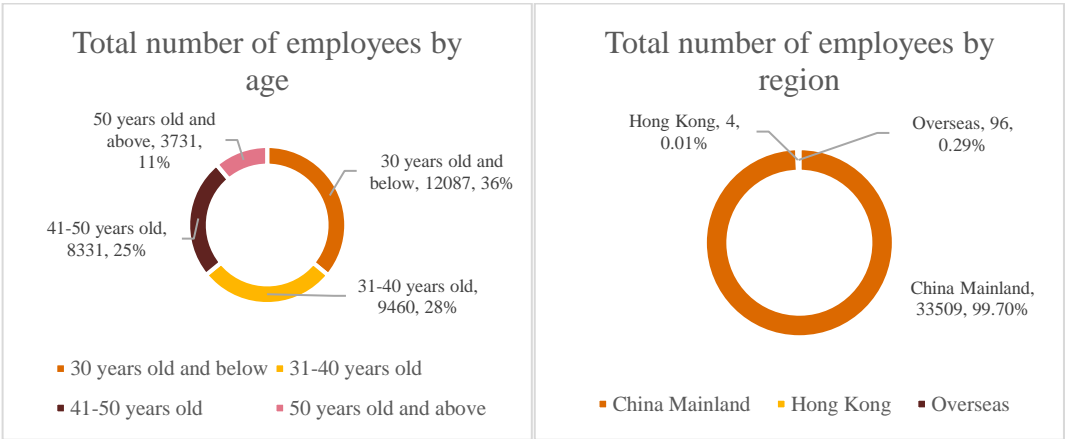 Total number of employees by
age
50 years old and
above, 3731,
11%
30 years old and
below, 12087, 36%
41-50 years old,
8331, 25%
31-40 years old,
9460, 28%
30 years old and below
31-40 years old
41-50 years old
50 years old and above
Total number of employees by
region
Hong Kong, 4,
0.01%
Overseas, 96,
0.29%
China Mainland,
33509, 99.70%
China Mainland
Hong Kong
Overseas